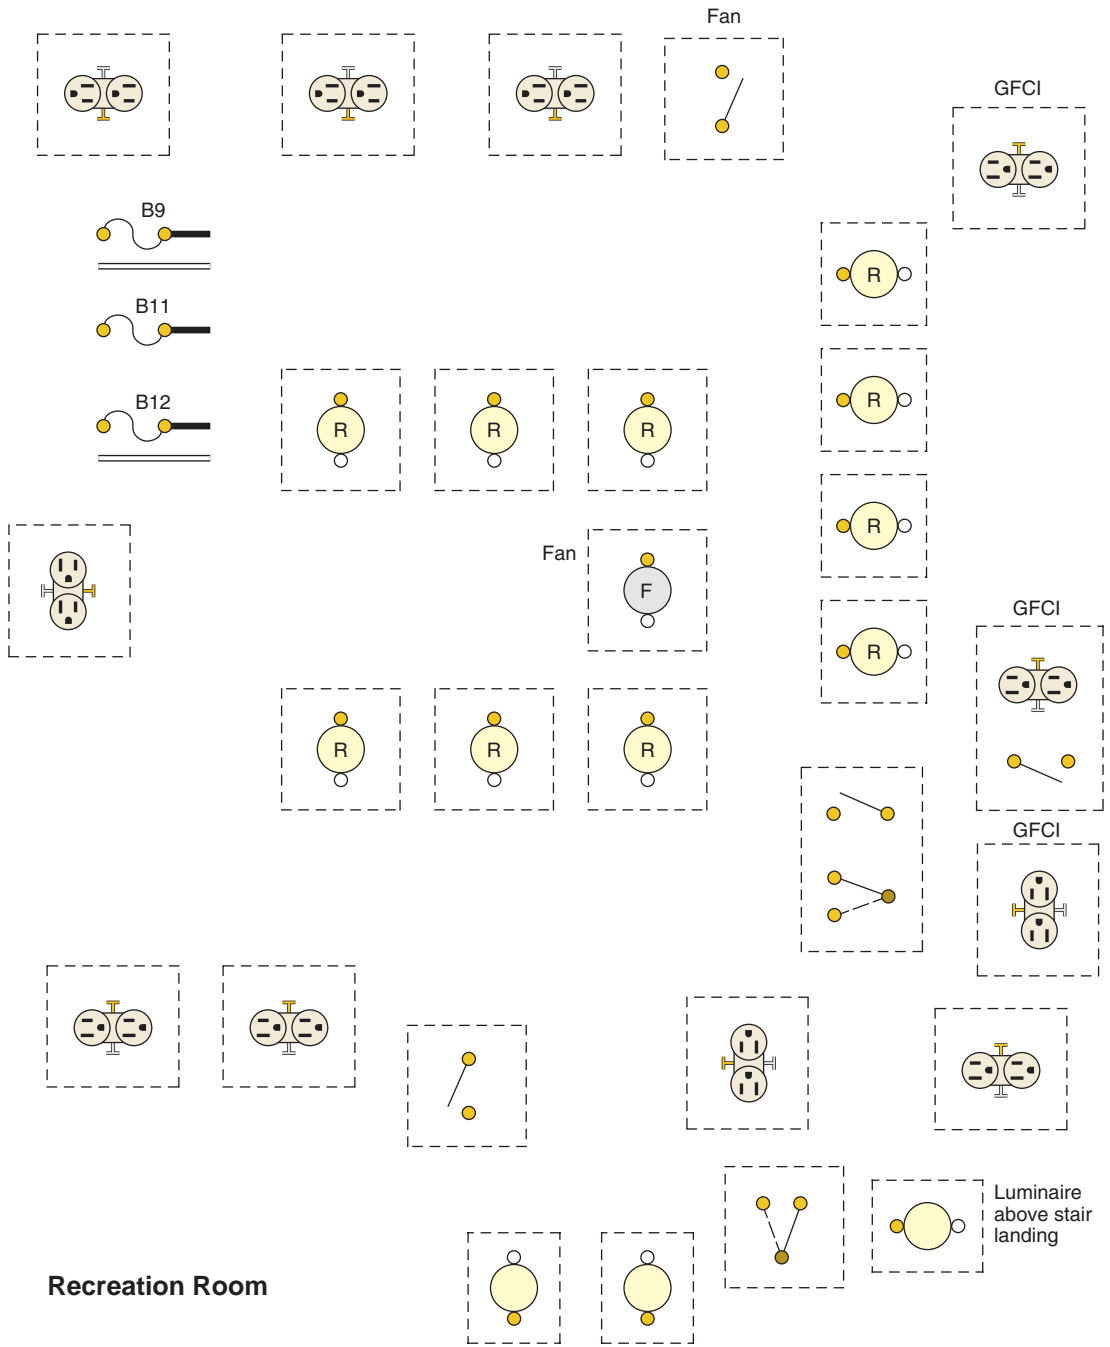 Fan
GFCI
B9
R
B11
R
B12
R
R
R
R
Fan
F
GFCI
R
R
R
R
GFCI
Luminaire
above stair
landing
Recreation Room